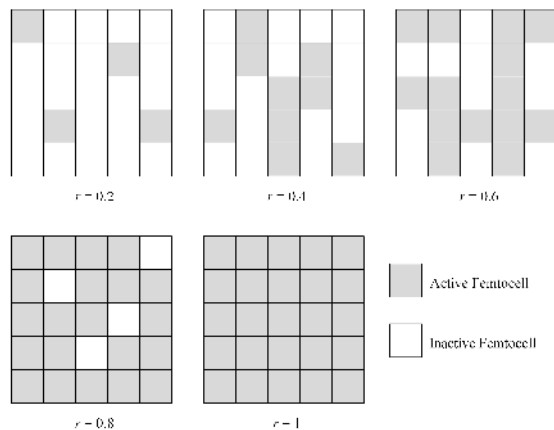 r = 0.2
r = 0.4
r = 0.6
Active Femtocell
Inactive Femtocell
r = 0.8
r = 1